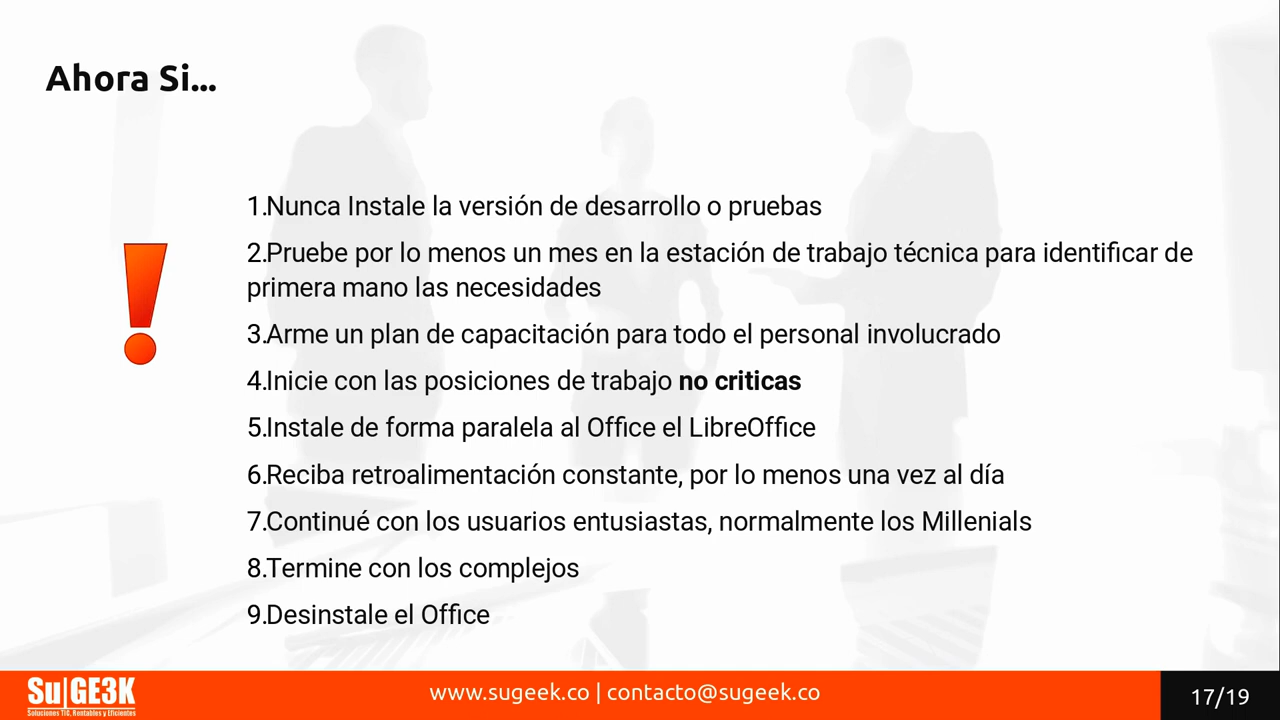 Ahora Si...
1.Nunca Instale la versión de desarrollo o pruebas
2.Pruebe por lo menos un mes en la estación de trabajo técnica para identificar de
primera mano las necesidades
3.Arme un plan de capacitación para todo el personal involucrado
4.Inicie con las posiciones de trabajo no criticas
5.Instale de forma paralela al Office el LibreOffice
6.Reciba retroalimentación constante, por lo menos una vez al día
7.Continué con los usuarios entusiastas, normalmente los Millenials
8.Termine con los complejos
9.Desinstale el Office
Su|GE3K
Soluciones TIC, Rentables y Eficientes
www.sugeek.co | contacto@sugeek.co
17/19